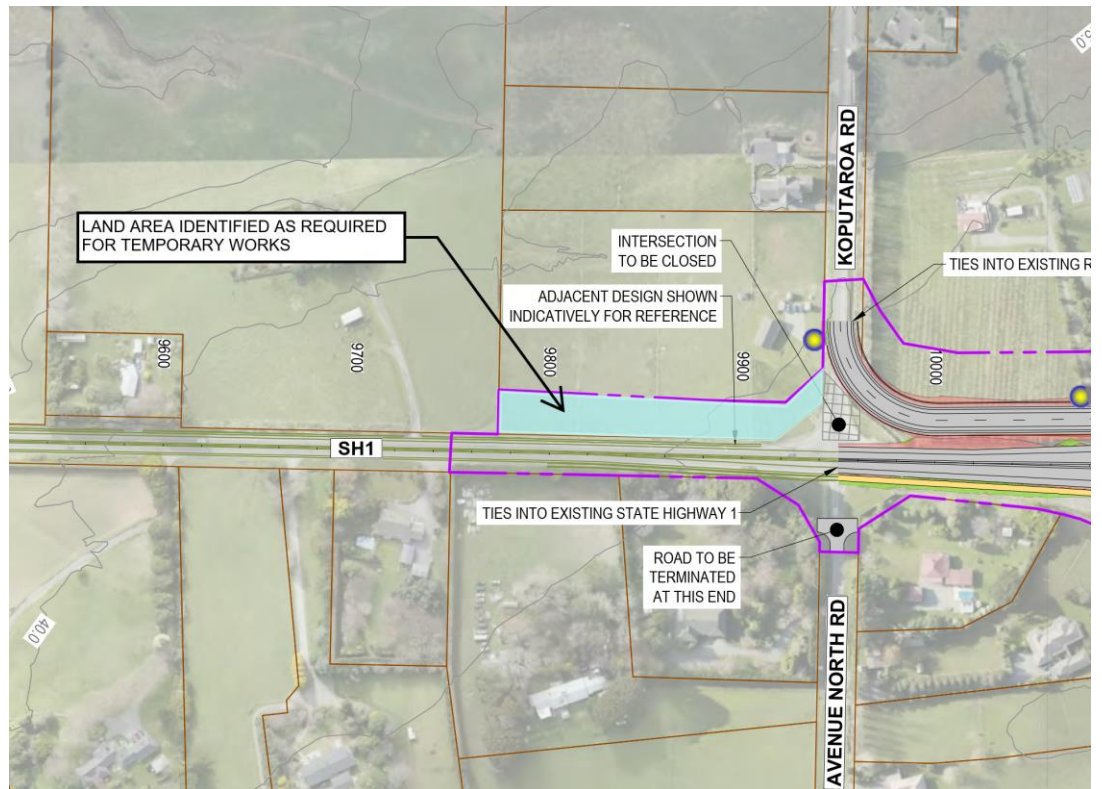 LAND AREA IDENTIFIED AS REQUIRED
FOR TEMPORARY WORKS
INTERSECTION
TO BE CLOSED
ADJACENT DESIGN SHOWN
INDICATIVELY FOR REFERENCE
KOPUTAROA RD
TIES INTO EXISTING R
9600
9700
9800
9900
10000
SH1
TIES INTO EXISTING STATE HIGHWAY 1
ROAD TO BE
TERMINATED
AT THIS END
AVENUE NORTH RD
40.0